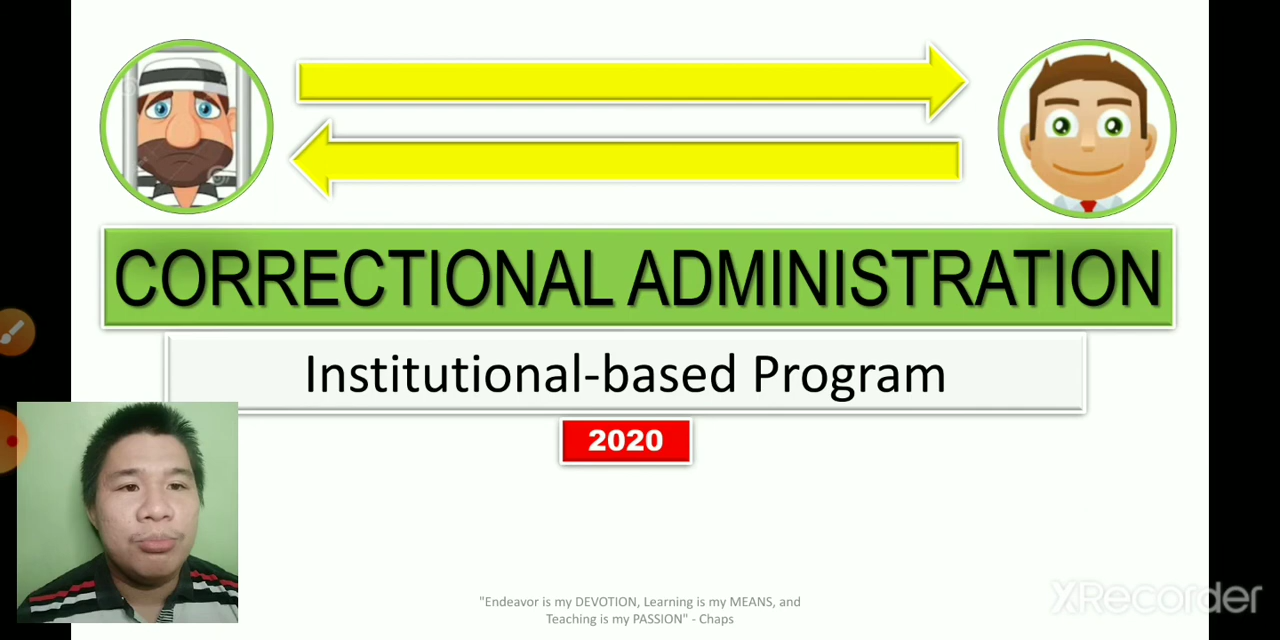 CORRECTIONAL ADMINISTRATION
Institutional-based Program
2020
"Endeavor is my DEVOTION, Learning is my MEANS, and
Teaching is my PASSION" - Chaps
XRecorder